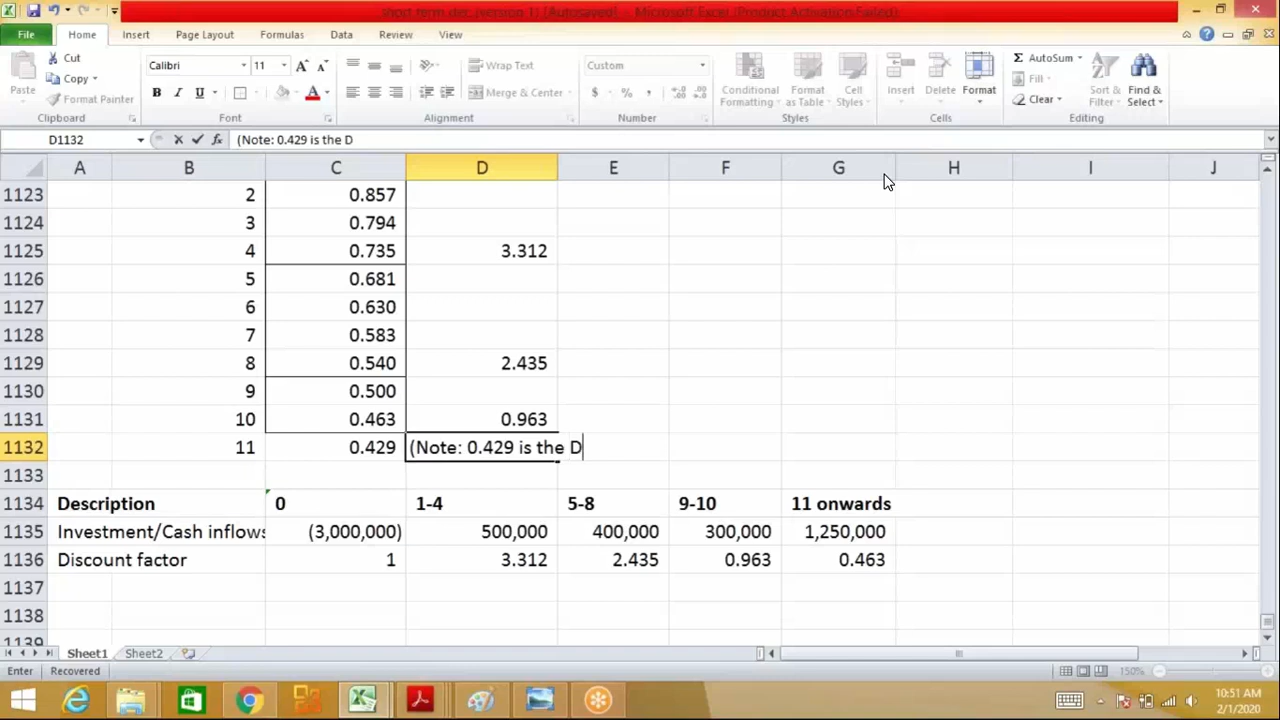 short term dec (version 1) [Autosaved] - Microsoft Excel (Product Activation Failed)
File Home Insert Page Layout Formulas Data Review View
Cut
Copy
Format Painter
Paste
Clipboard
Calibri 11
B I U
Font
Wrap Text
Merge & Center
Alignment
Custom
$ % ,
Number
Conditional Formatting
Format as Table
Cell Styles
Styles
Insert Delete Format
Cells
Σ AutoSum
Fill
Clear
Sort & Filter
Find & Select
Editing
D1132 fx (Note: 0.429 is the D
A B C D E F G H I J
1123 2 0.857
1124 3 0.794
1125 4 0.735 3.312
1126 5 0.681
1127 6 0.630
1128 7 0.583
1129 8 0.540 2.435
1130 9 0.500
1131 10 0.463 0.963
1132 11 0.429 (Note: 0.429 is the D
1133
1134 Description 0 1-4 5-8 9-10 11 onwards
1135 Investment/Cash inflows (3,000,000) 500,000 400,000 300,000 1,250,000
1136 Discount factor 1 3.312 2.435 0.963 0.463
1137
1138
1139
Sheet1 Sheet2
Enter Recovered 150%
10:51 AM
2/1/2020